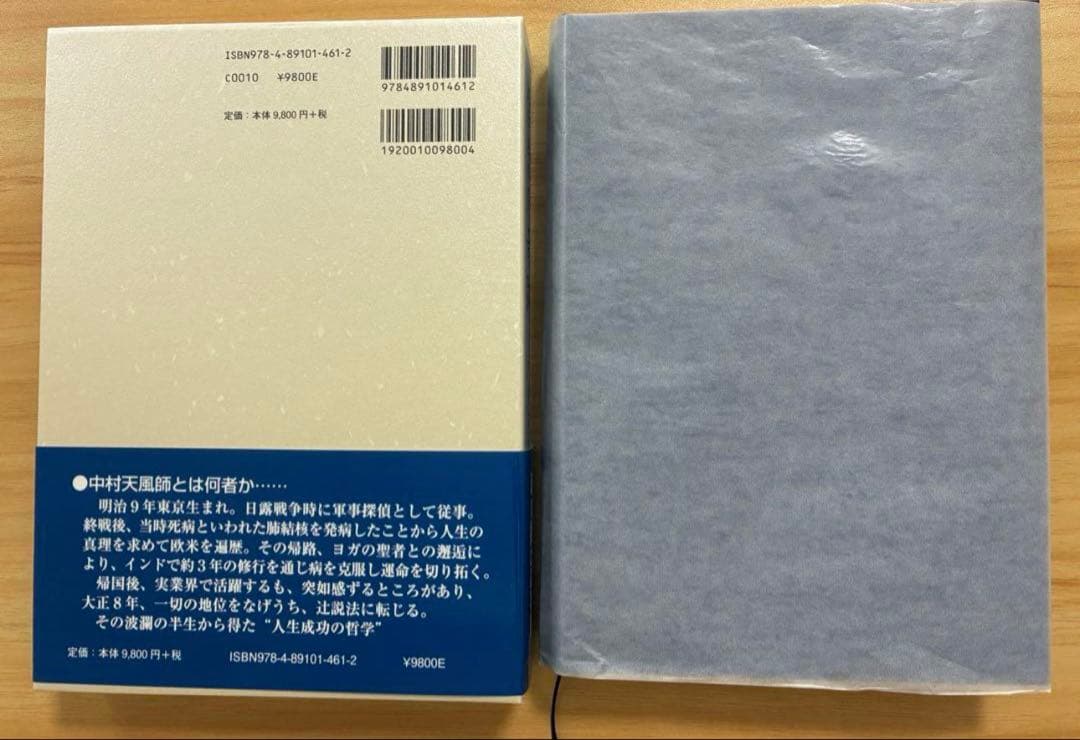 ISBN978-4-89101-461-2
C0010 ¥9800E
定価：本体9,800円+税
9784891014612
1920010098004
●中村天風師とは何者か……
明治9年東京生まれ。日露戦争時に軍事探偵として従事。
終戦後、当時死病といわれた肺結核を発病したことから人生の
真理を求めて欧米を遍歴。その帰路、ヨガの聖者との邂逅に
より、インドで約3年の修行を通じ病を克服し運命を切り拓く。
帰国後、実業界で活躍するも、突如感ずるところがあり、
大正8年、一切の地位をなげうち、辻説法に転じる。
その波瀾の半生から得た“人生成功の哲学”
定価：本体9,800円+税 ISBN978-4-89101-461-2 ¥9800E